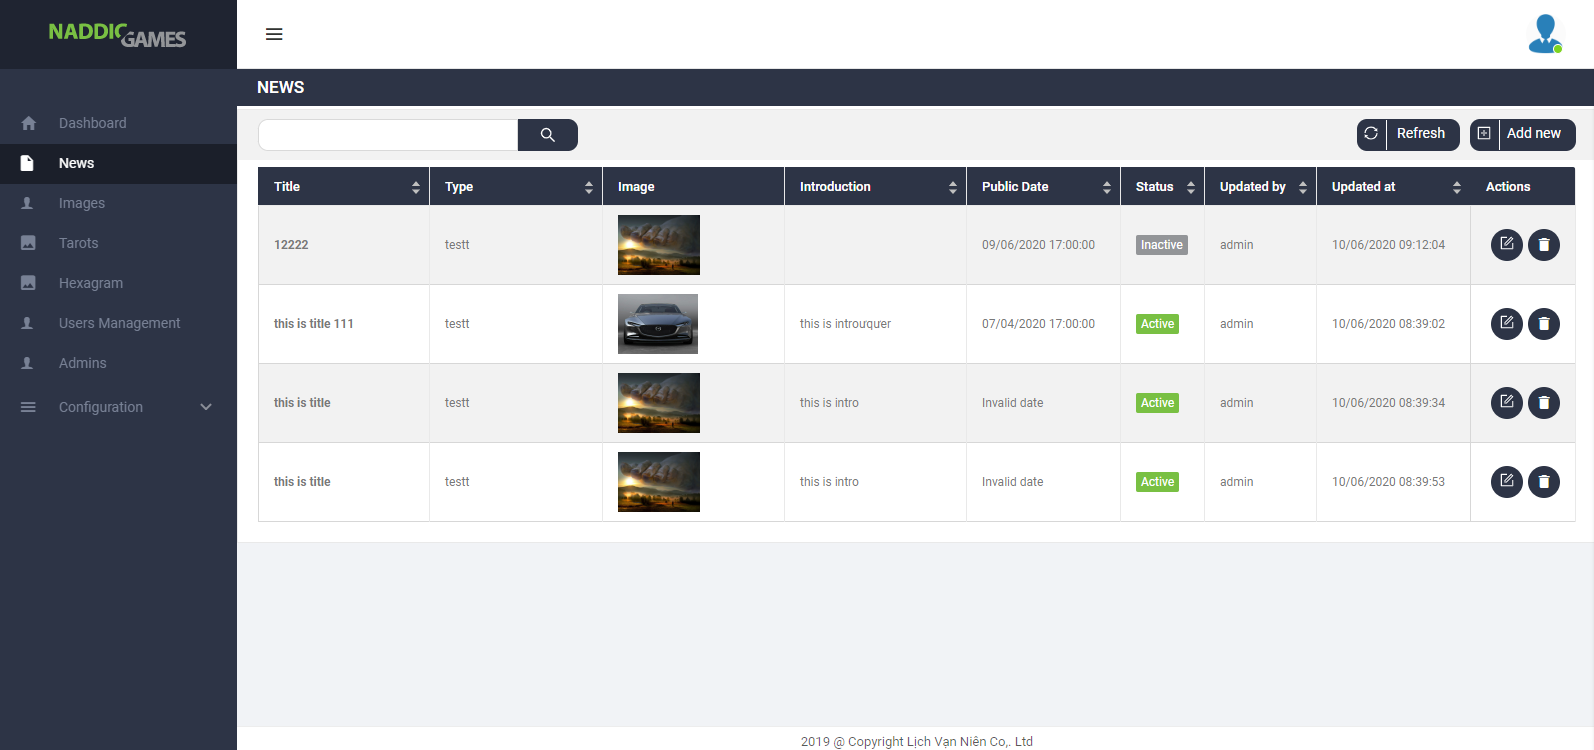 NADDIC GAMES
NEWS
Refresh
Add new
Dashboard
News
Images
Tarots
Hexagram
Users Management
Admins
Configuration
Title Type Image Introduction Public Date Status Updated by Updated at Actions
12222 testt 09/06/2020 17:00:00 Inactive admin 10/06/2020 09:12:04
this is title 111 testt this is introưqưer 07/04/2020 17:00:00 Active admin 10/06/2020 08:39:02
this is title testt this is intro Invalid date Active admin 10/06/2020 08:39:34
this is title testt this is intro Invalid date Active admin 10/06/2020 08:39:53
2019 @ Copyright Lịch Vạn Niên Co,. Ltd